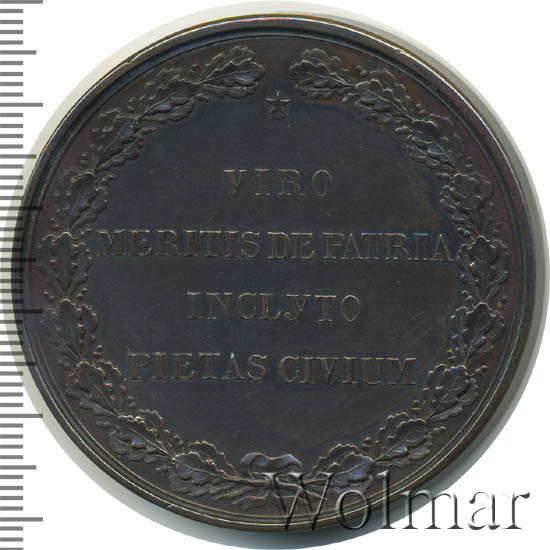 VIRO
MERITIS DE PATRIA
INCLYTO
PIETAS CIVIUM
Wolmar